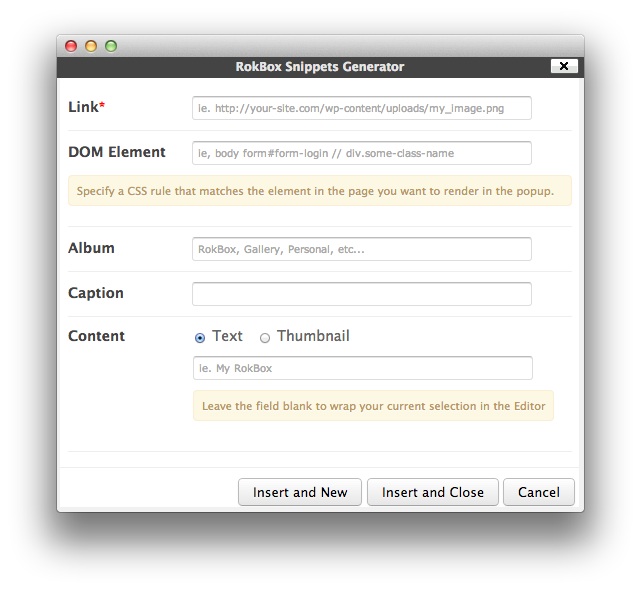 RokBox Snippets Generator
Link*
ie. http://your-site.com/wp-content/uploads/my_image.png
DOM Element
ie, body form#form-login // div.some-class-name
Specify a CSS rule that matches the element in the page you want to render in the popup.
Album
RokBox, Gallery, Personal, etc...
Caption
Content
Text Thumbnail
ie. My RokBox
Leave the field blank to wrap your current selection in the Editor
Insert and New Insert and Close Cancel